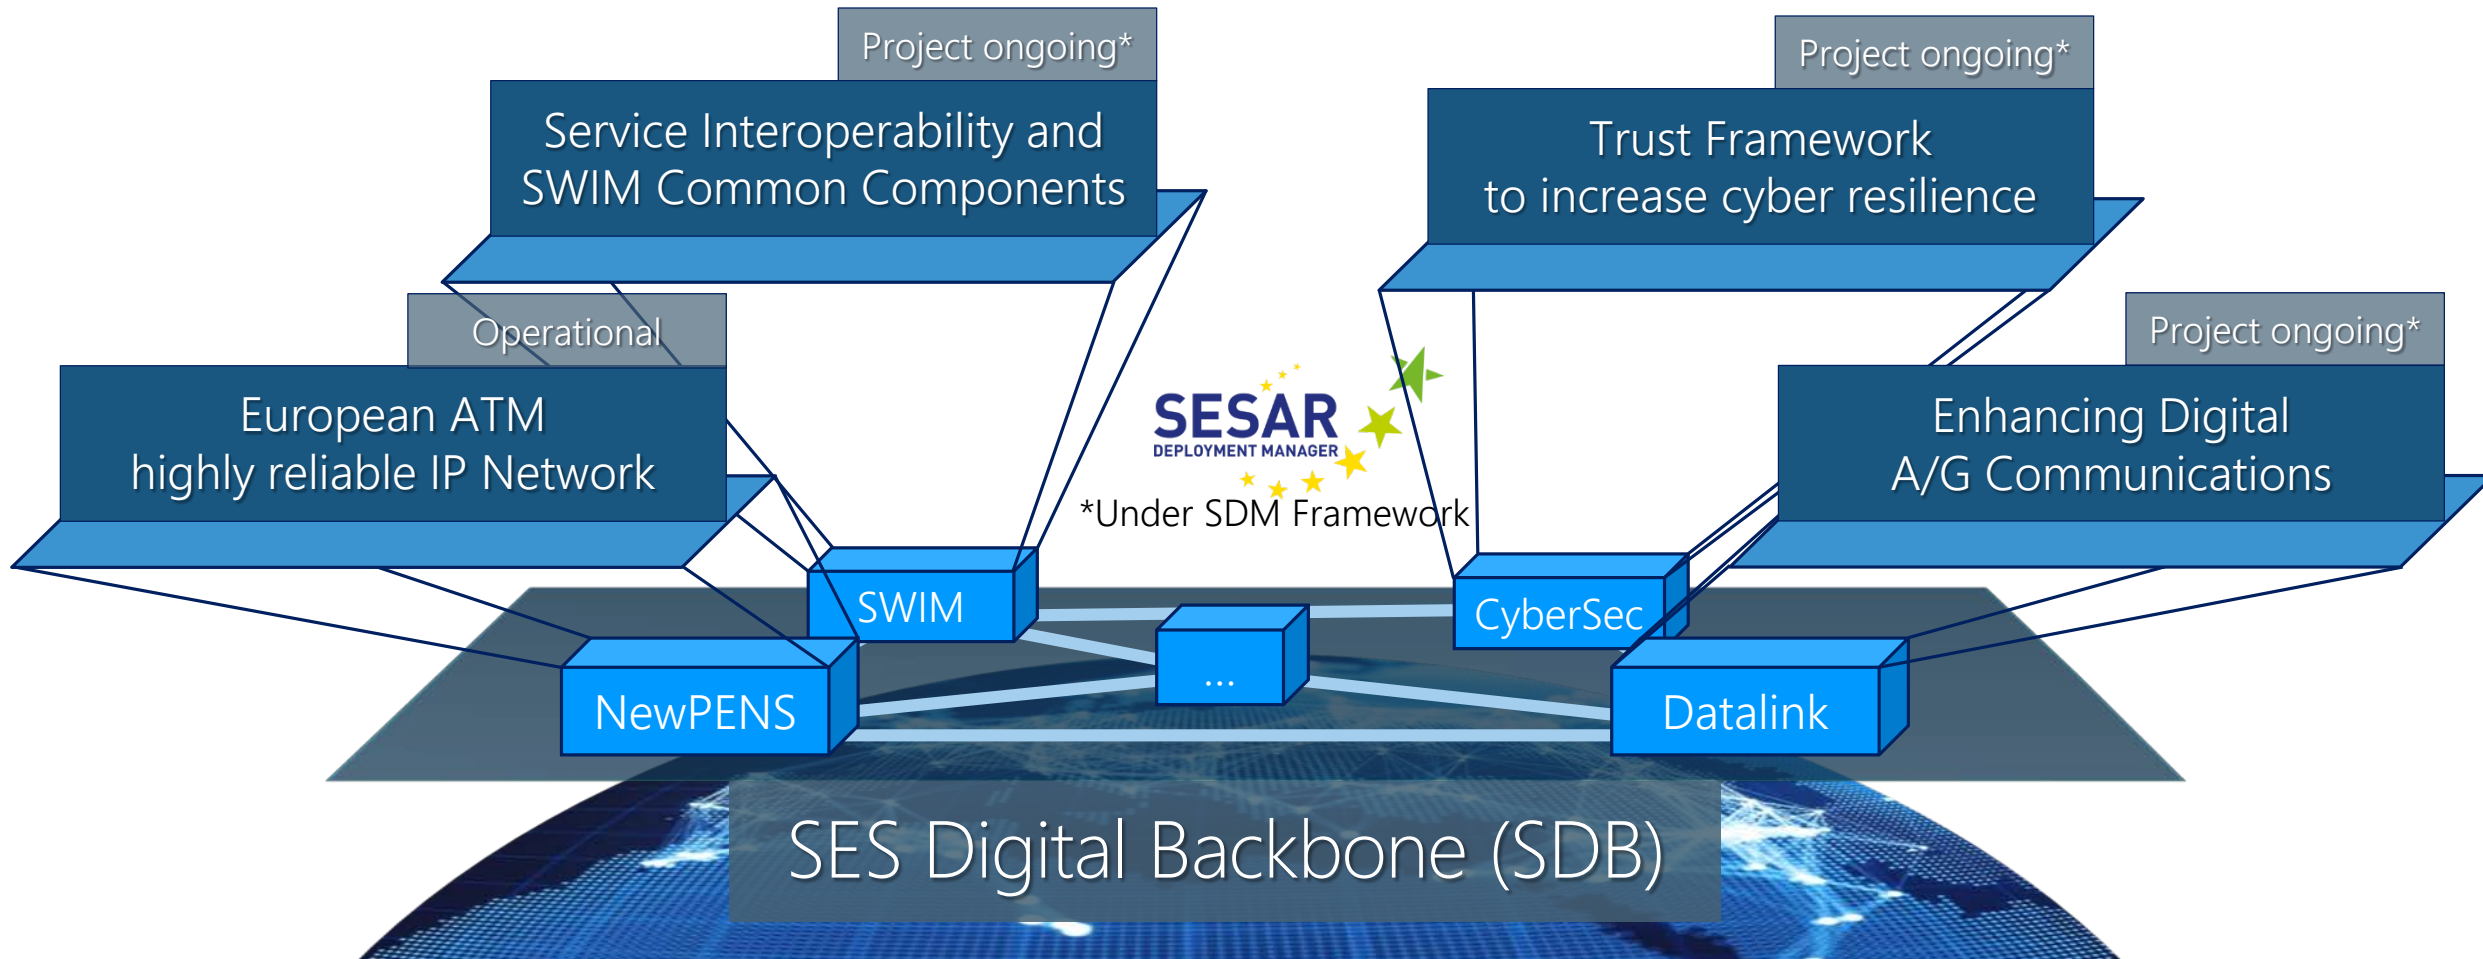 Project ongoing*
Service Interoperability and
SWIM Common Components
Project ongoing*
Trust Framework
to increase cyber resilience
Operational
European ATM
highly reliable IP Network
SESAR
DEPLOYMENT MANAGER
*Under SDM Framework
Project ongoing*
Enhancing Digital
A/G Communications
SWIM
CyberSec
...
NewPENS
Datalink
SES Digital Backbone (SDB)